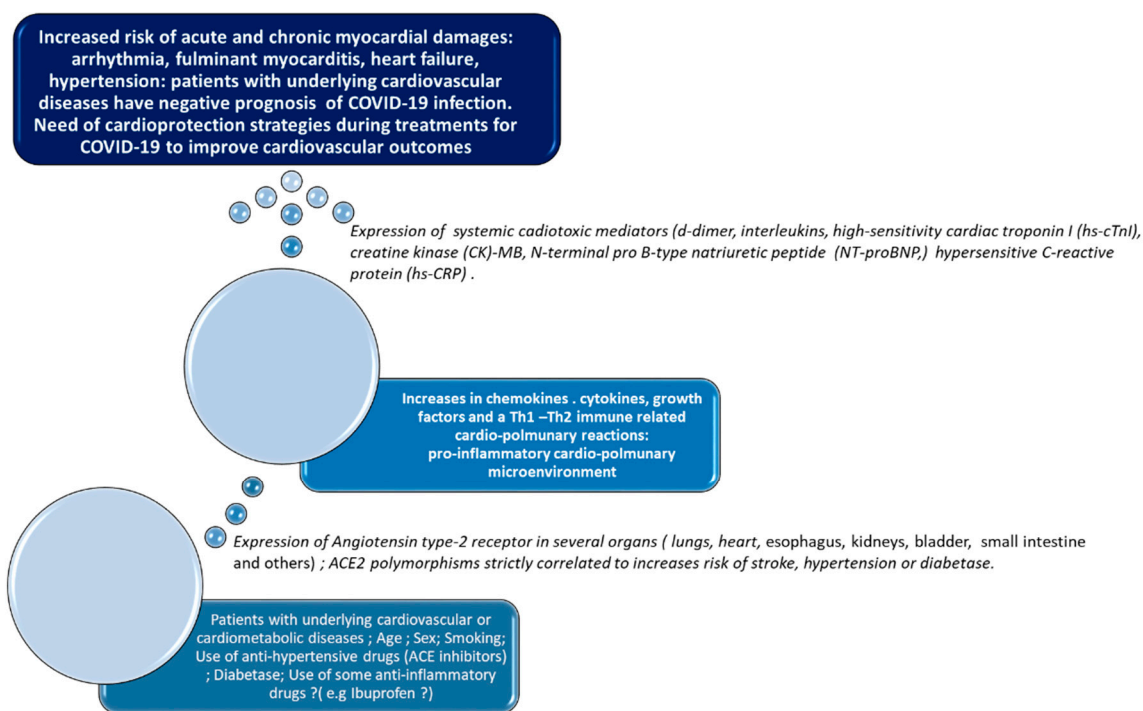 Increased risk of acute and chronic myocardial damages:
arrhythmia, fulminant myocarditis, heart failure,
hypertension: patients with underlying cardiovascular
diseases have negative prognosis of COVID-19 infection.
Need of cardioprotection strategies during treatments for
COVID-19 to improve cardiovascular outcomes
Expression of systemic cadiotoxic mediators (d-dimer, interleukins, high-sensitivity cardiac troponin I (hs-cTnI),
creatine kinase (CK)-MB, N-terminal pro B-type natriuretic peptide (NT-proBNP,) hypersensitive C-reactive
protein (hs-CRP) .
Increases in chemokines . cytokines, growth
factors and a Th1 –Th2 immune related
cardio-polmunary reactions:
pro-inflammatory cardio-polmunary
microenvironment
Expression of Angiotensin type-2 receptor in several organs ( lungs, heart, esophagus, kidneys, bladder, small intestine
and others) ; ACE2 polymorphisms strictly correlated to increases risk of stroke, hypertension or diabetase.
Patients with underlying cardiovascular or
cardiometabolic diseases ; Age ; Sex; Smoking;
Use of anti-hypertensive drugs (ACE inhibitors)
; Diabetase; Use of some anti-inflammatory
drugs ?( e.g Ibuprofen ?)